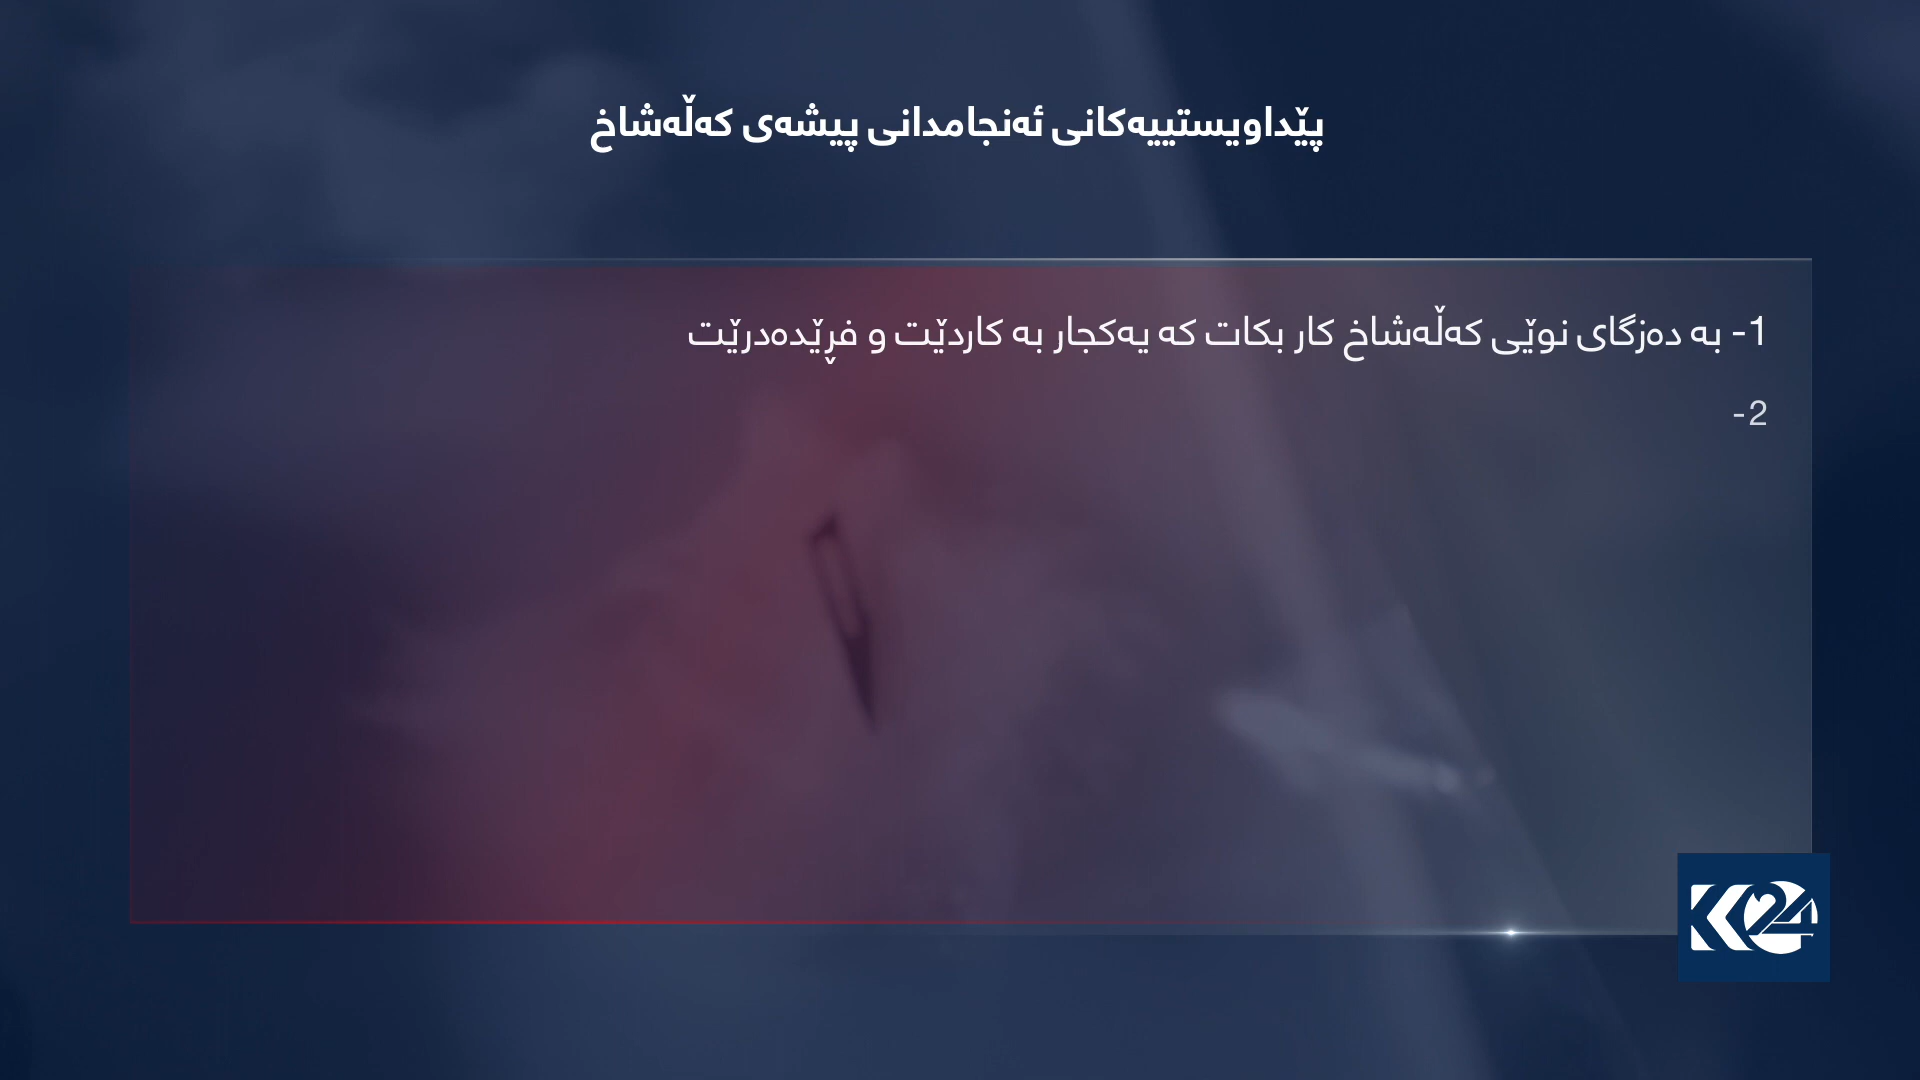 پێداویستییەکانی ئەنجامدانی پیشەی کەڵەشاخ
1- بە دەزگای نوێی کەڵەشاخ کار بکات کە یەکجار بە کاردێت و فڕێدەدرێت
2-
K24